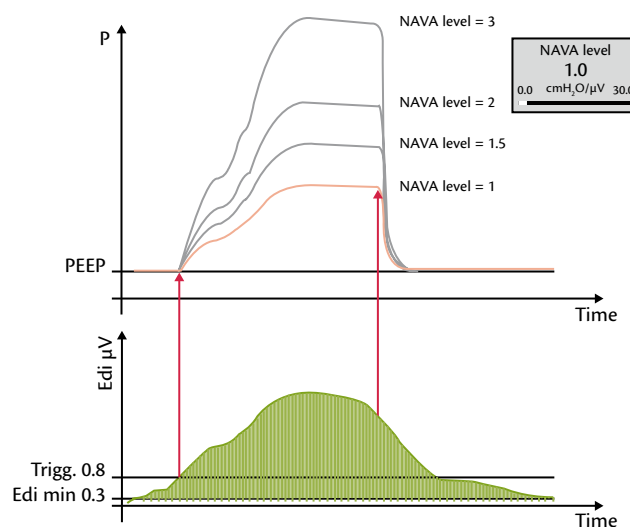 P
NAVA level = 3
NAVA level = 2
NAVA level = 1.5
NAVA level = 1
NAVA level
1.0
cmH₂O/µV
0.0 30.0
PEEP
Time
Edi µV
Trigg. 0.8
Edi min 0.3
Time